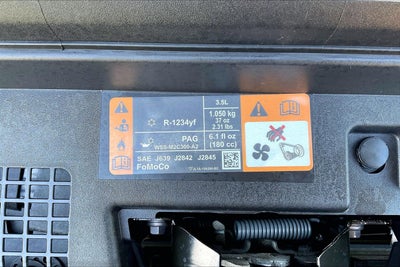 3.5L
R-1234yf
1.050 kg
37 oz
2.31 lbs
PAG
WSS-M2C300-A2
6.1 fl oz
(180 cc)
SAE J639 J2842 J2845
FoMoCo